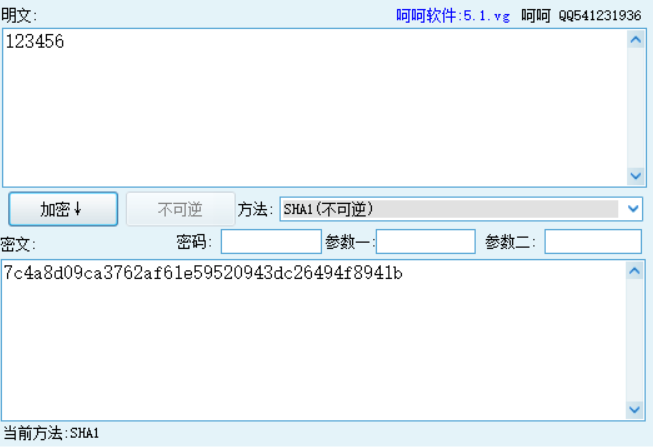 明文: 呵呵软件:5.1.vg 呵呵 QQ541231936
123456
加密↓ 不可逆 方法: SHA1(不可逆)
密文: 密码: 参数一: 参数二:
7c4a8d09ca3762af61e59520943dc26494f8941b
当前方法:SHA1